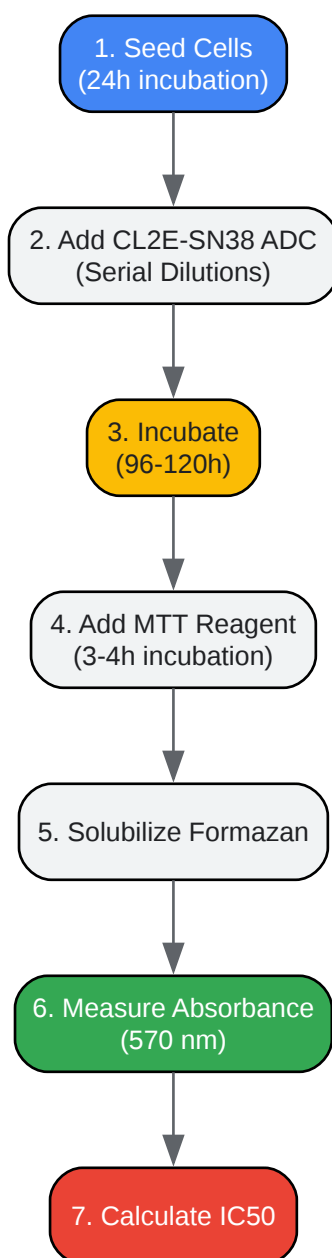 1. Seed Cells
(24h incubation)
2. Add CL2E-SN38 ADC
(Serial Dilutions)
3. Incubate
(96-120h)
4. Add MTT Reagent
(3-4h incubation)
5. Solubilize Formazan
6. Measure Absorbance
(570 nm)
7. Calculate IC50